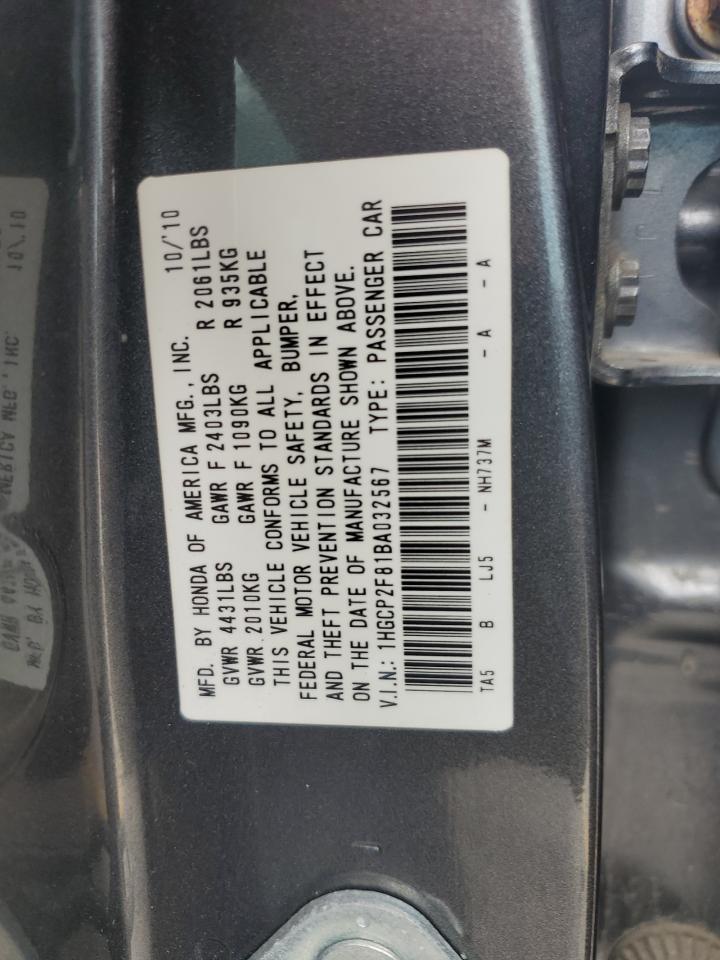 MFD. BY HONDA OF AMERICA MFG., INC. 10/'10
GVWR 4431LBS GAWR F 2403LBS R 2061LBS
GVWR 2010KG GAWR F 1090KG R 935KG
THIS VEHICLE CONFORMS TO ALL APPLICABLE
FEDERAL MOTOR VEHICLE SAFETY, BUMPER,
AND THEFT PREVENTION STANDARDS IN EFFECT
ON THE DATE OF MANUFACTURE SHOWN ABOVE.
V.I.N.: 1HGCP2F81BA032567 TYPE: PASSENGER CAR
TA5 B LJ5 - NH737M - A - A